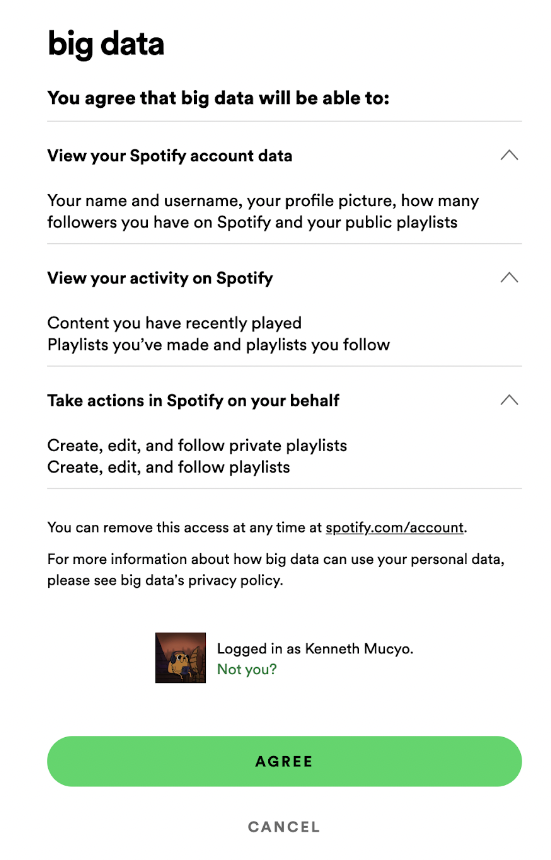 big data
You agree that big data will be able to:
View your Spotify account data
Your name and username, your profile picture, how many
followers you have on Spotify and your public playlists
View your activity on Spotify
Content you have recently played
Playlists you’ve made and playlists you follow
Take actions in Spotify on your behalf
Create, edit, and follow private playlists
Create, edit, and follow playlists
You can remove this access at any time at spotify.com/account.
For more information about how big data can use your personal data,
please see big data's privacy policy.
Logged in as Kenneth Mucyo.
Not you?
AGREE
CANCEL